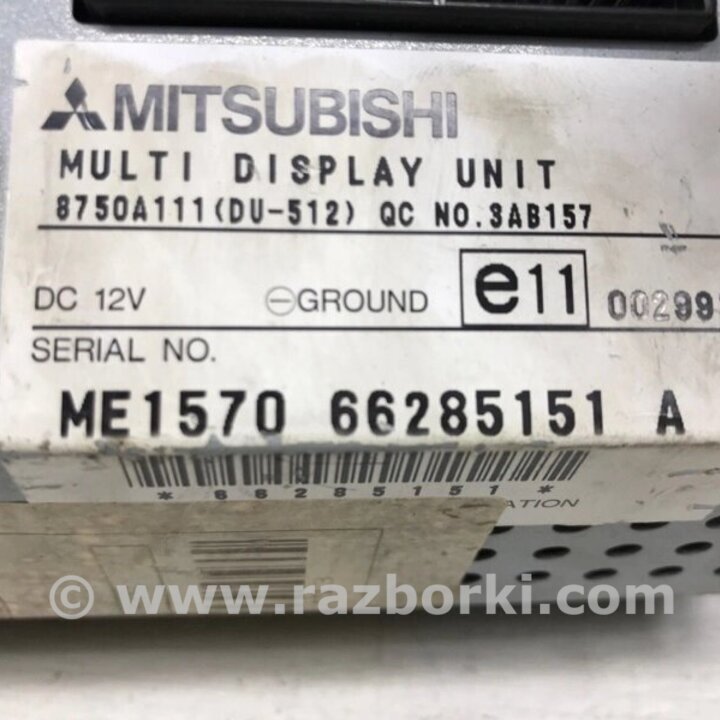 MITSUBISHI
MULTI DISPLAY UNIT
8750A111(DU-512) QC NO.3AB157
DC 12V ⊖GROUND e11 00299
SERIAL NO.
ME1570 66285151 A
*66285151*
ATION
© www.razborki.com